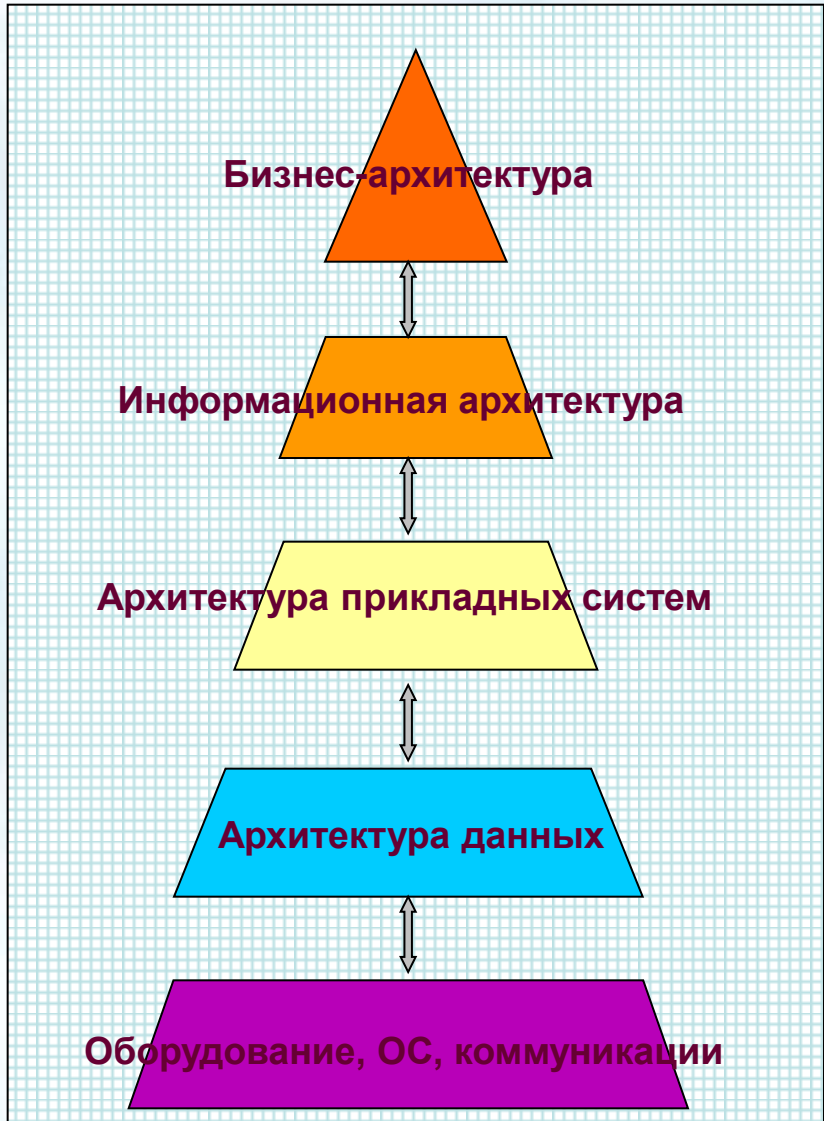 Бизнес-архитектура
Информационная архитектура
Архитектура прикладных систем
Архитектура данных
Оборудование, ОС, коммуникации